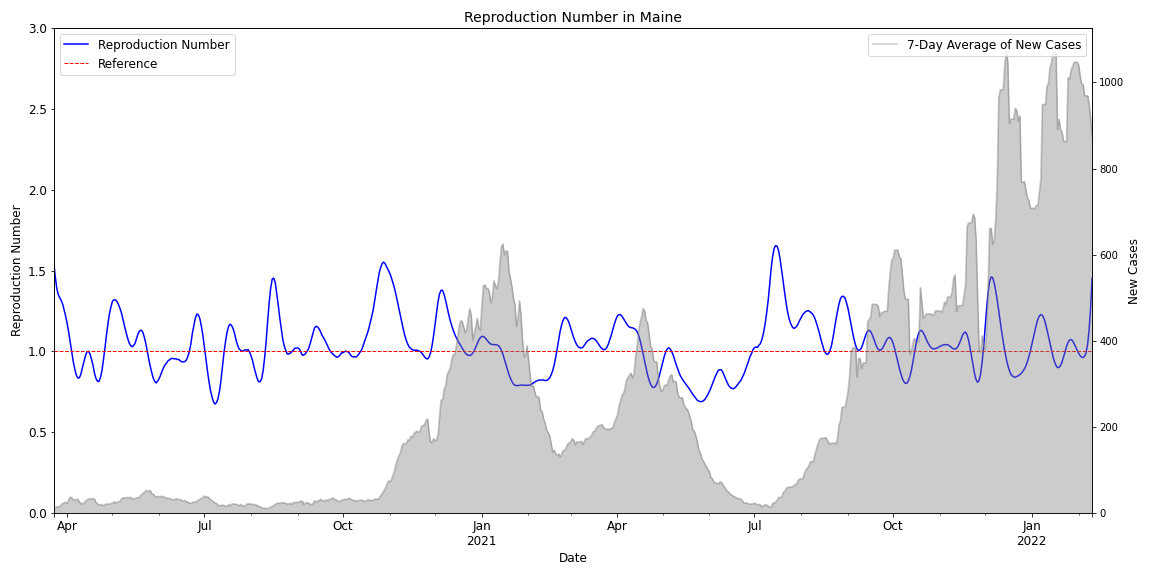 Reproduction Number in Maine
Reproduction Number
Reference
7-Day Average of New Cases
3.0
2.5
2.0
1.5
1.0
0.5
0.0
Reproduction Number
1000
800
600
400
200
0
New Cases
Apr
Jul
Oct
Jan
2021
Apr
Jul
Oct
Jan
2022
Date